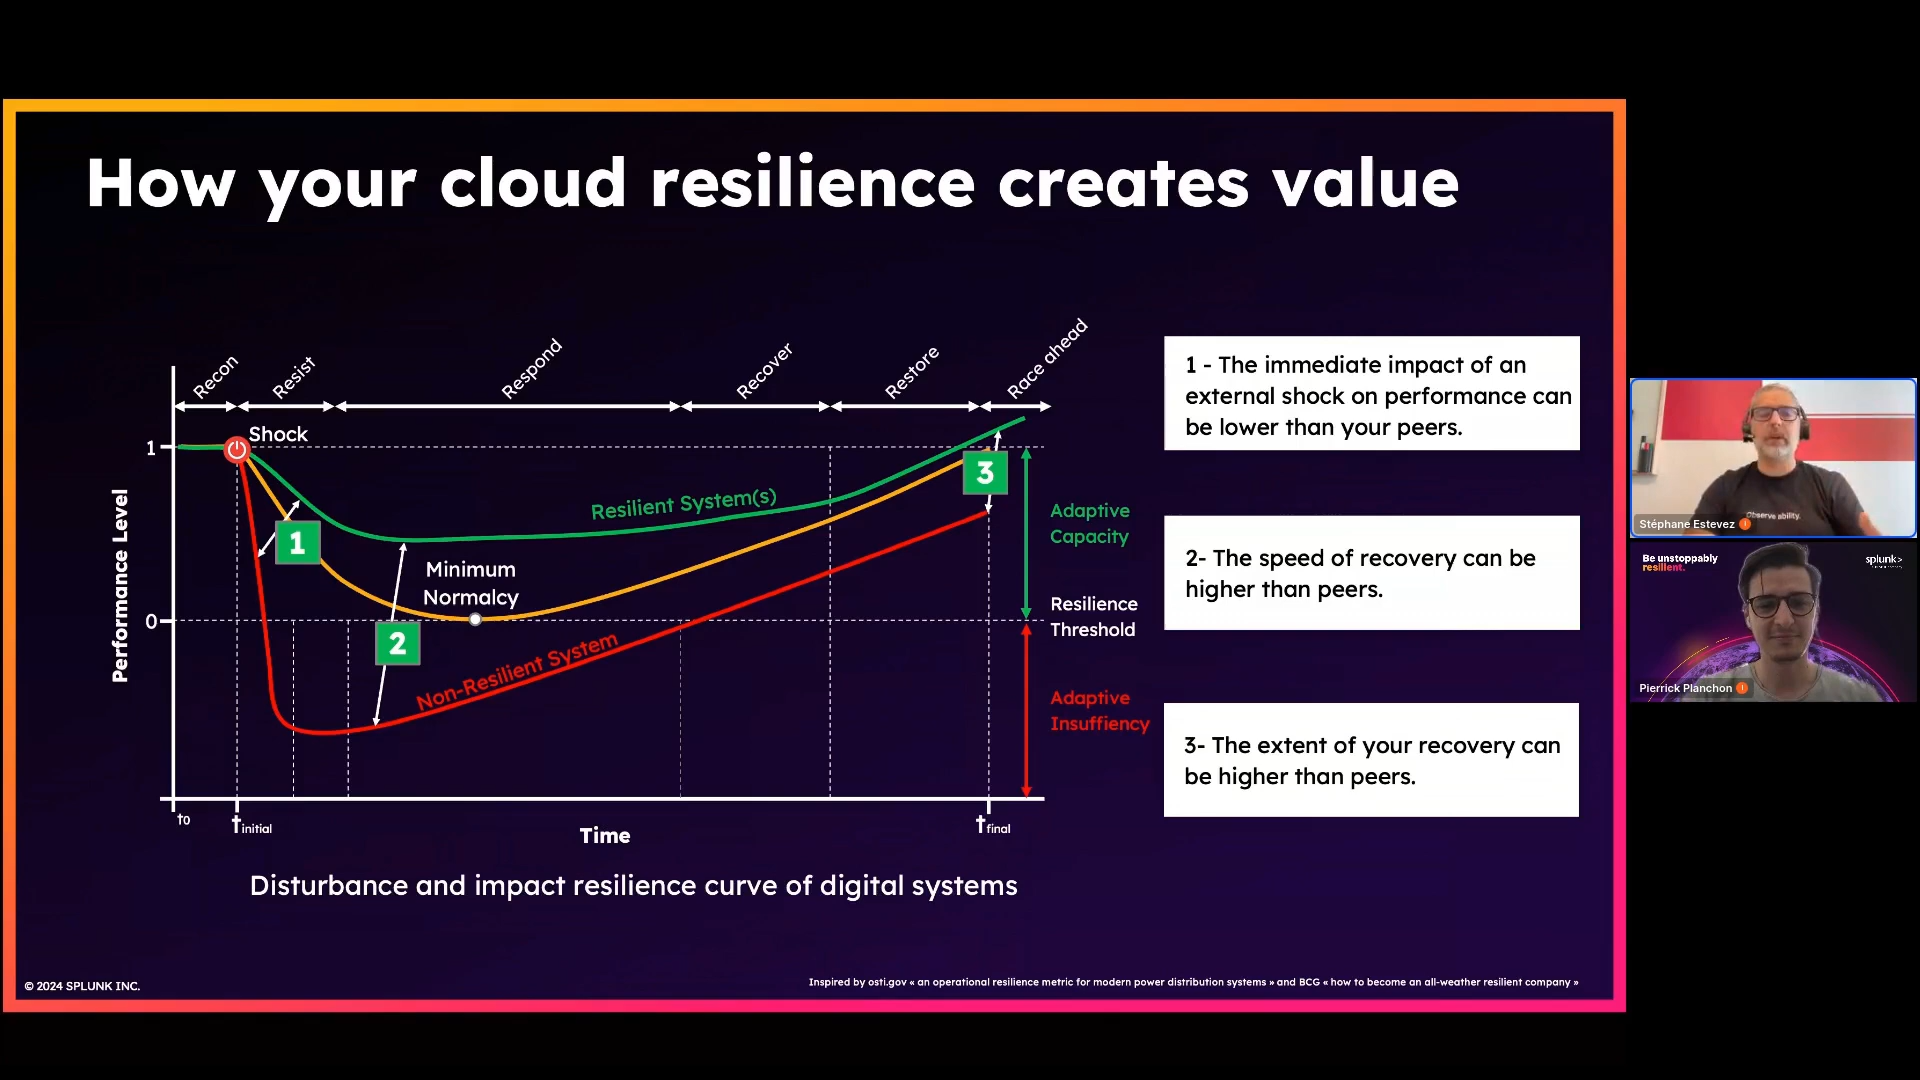 How your cloud resilience creates value
Recon
Resist
Respond
Recover
Restore
Race ahead
Shock
1
0
Performance Level
Resilient System(s)
Minimum
Normalcy
Non-Resilient System
1
2
3
Adaptive
Capacity
Resilience
Threshold
Adaptive
Insuffiency
t0
tinitial
tfinal
Time
Disturbance and impact resilience curve of digital systems
1 - The immediate impact of an
external shock on performance can
be lower than your peers.
2- The speed of recovery can be
higher than peers.
3- The extent of your recovery can
be higher than peers.
© 2024 SPLUNK INC.
Inspired by osti.gov « an operational resilience metric for modern power distribution systems » and BCG « how to become an all-weather resilient company »
Observe ability.
Stéphane Estevez
Be unstoppably
resilient.
splunk>
Pierrick Planchon